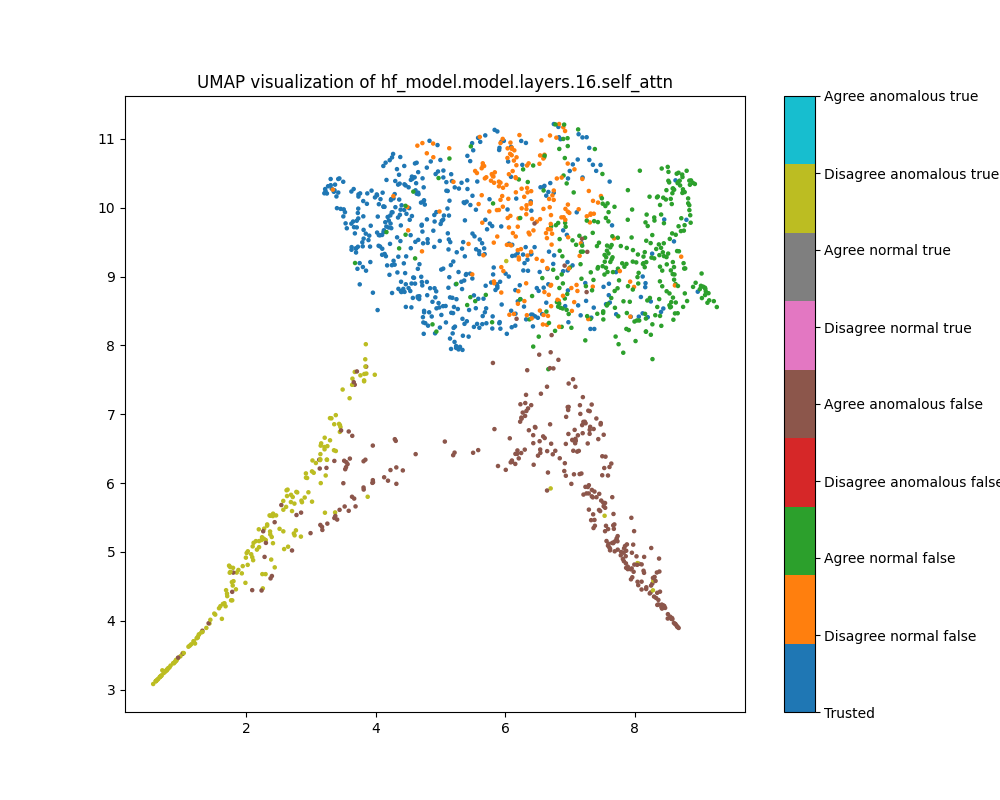 UMAP visualization of hf_model.model.layers.16.self_attn
11
10
9
8
7
6
5
4
3
2
4
6
8
Agree anomalous true
Disagree anomalous true
Agree normal true
Disagree normal true
Agree anomalous false
Disagree anomalous false
Agree normal false
Disagree normal false
Trusted